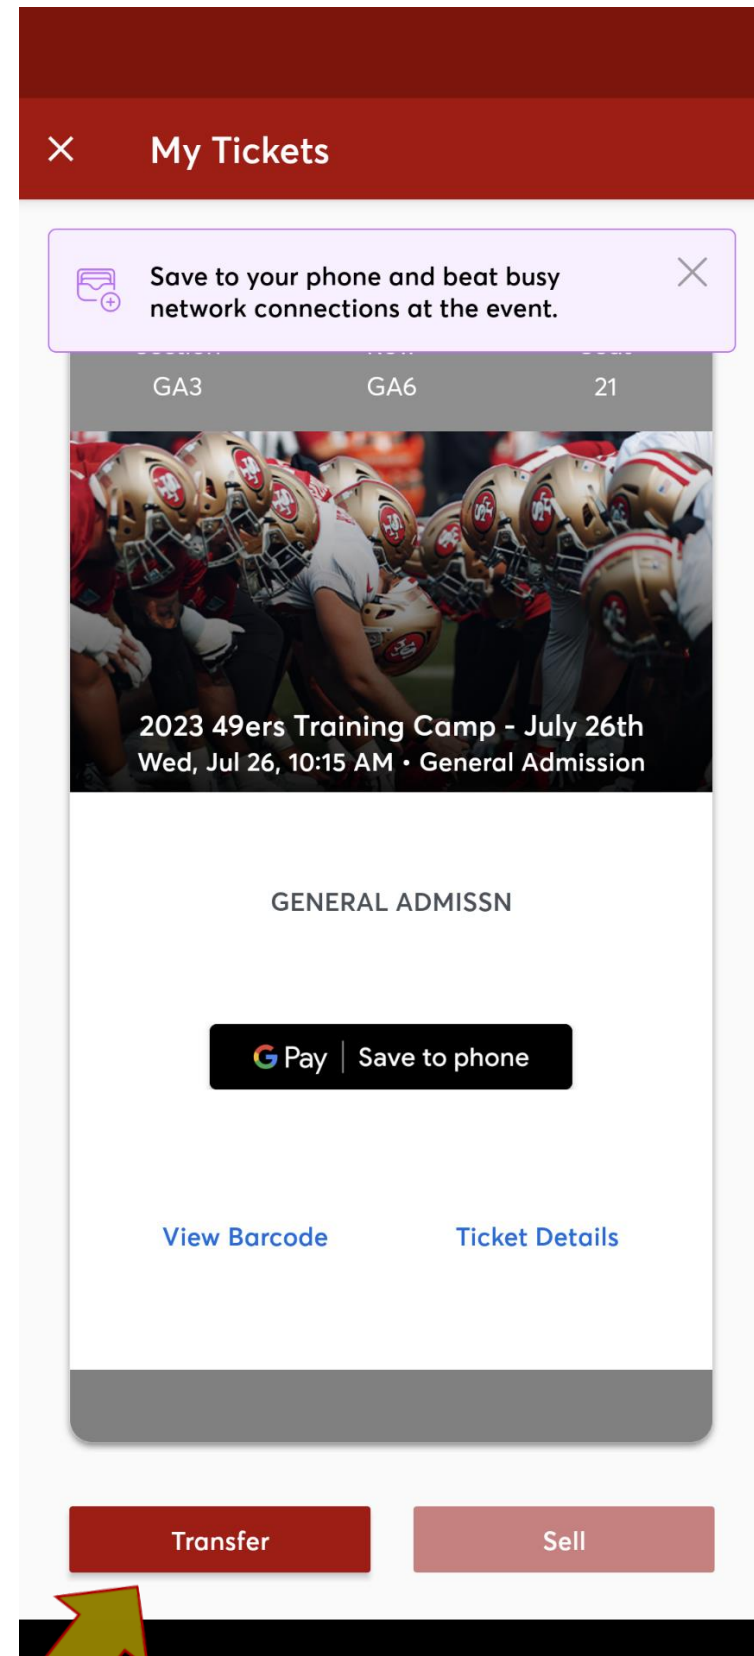 My Tickets
Save to your phone and beat busy
network connections at the event.
GA3 GA6 21
2023 49ers Training Camp - July 26th
Wed, Jul 26, 10:15 AM • General Admission
GENERAL ADMISSN
G Pay | Save to phone
View Barcode Ticket Details
Transfer Sell